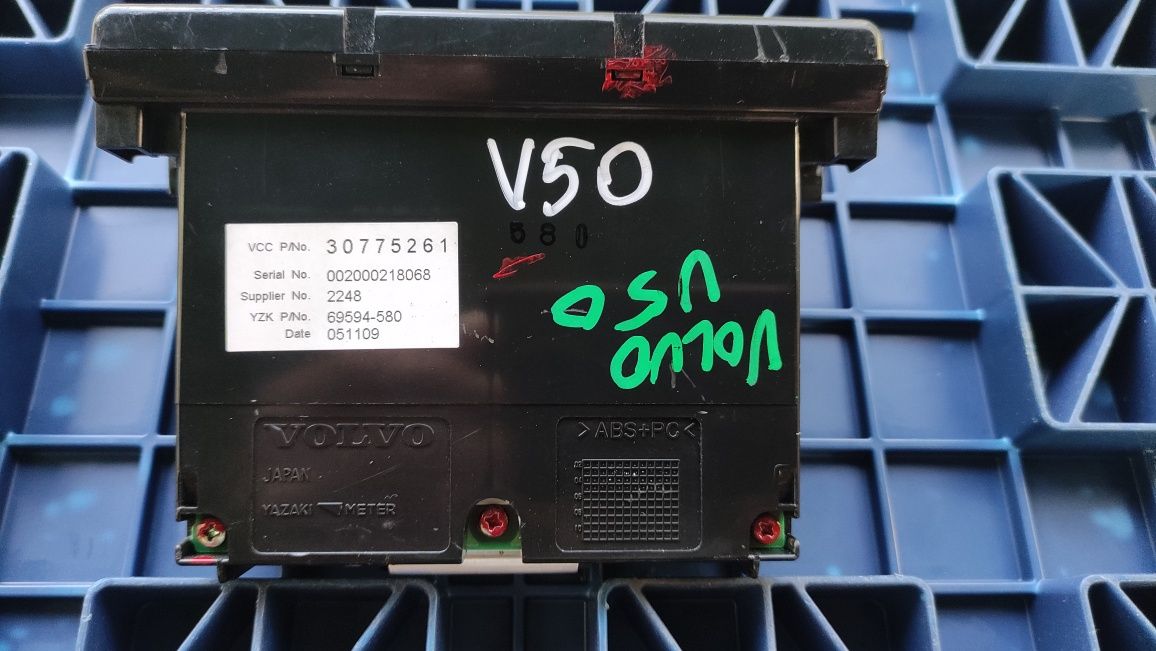 V50
580
VCC P/No. 30775261
Serial No. 002000218068
Supplier No. 2248
YZK P/No. 69594-580
Date 051109
VOLVO
V50
VOLVO
JAPAN
YAZAKI METER
>ABS+PC<